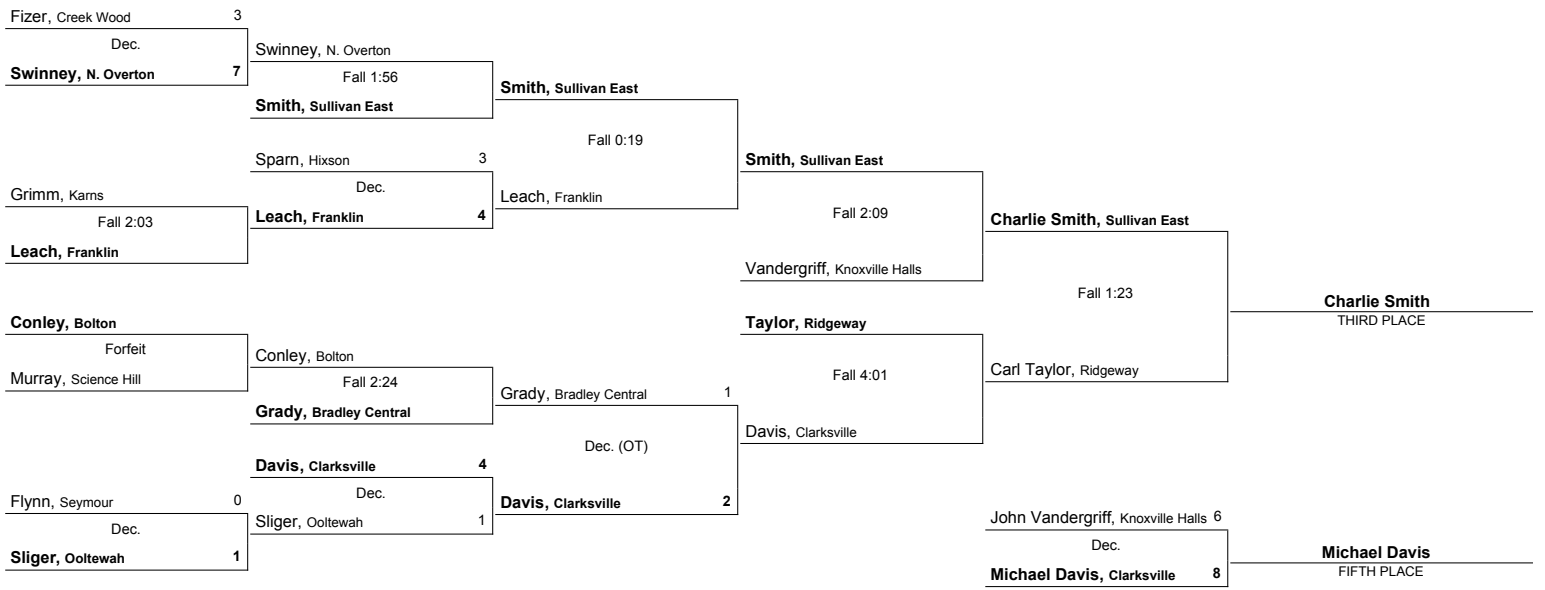 Fizer, Creek Wood 3
Dec.
Swinney, N. Overton 7
Grimm, Karns
Fall 2:03
Leach, Franklin
Conley, Bolton
Forfeit
Murray, Science Hill
Flynn, Seymour 0
Dec.
Sliger, Ooltewah 1
Swinney, N. Overton
Fall 1:56
Smith, Sullivan East
Sparn, Hixson 3
Dec.
Leach, Franklin 4
Conley, Bolton
Fall 2:24
Grady, Bradley Central
Davis, Clarksville 4
Dec.
Sliger, Ooltewah 1
Smith, Sullivan East
Fall 0:19
Leach, Franklin
Grady, Bradley Central 1
Dec. (OT)
Davis, Clarksville 2
Smith, Sullivan East
Fall 2:09
Vandergriff, Knoxville Halls
Taylor, Ridgeway
Fall 4:01
Davis, Clarksville
Charlie Smith, Sullivan East
Fall 1:23
Carl Taylor, Ridgeway
Charlie Smith
THIRD PLACE
John Vandergriff, Knoxville Halls 6
Dec.
Michael Davis, Clarksville 8
Michael Davis
FIFTH PLACE